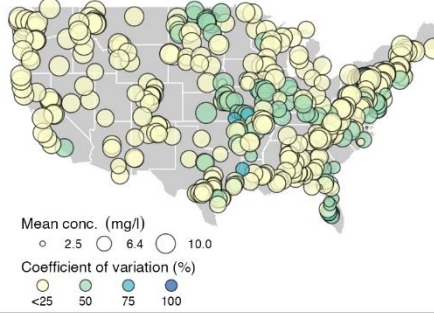 Mean conc. (mg/l)
2.5 6.4 10.0
Coefficient of variation (%)
<25 50 75 100